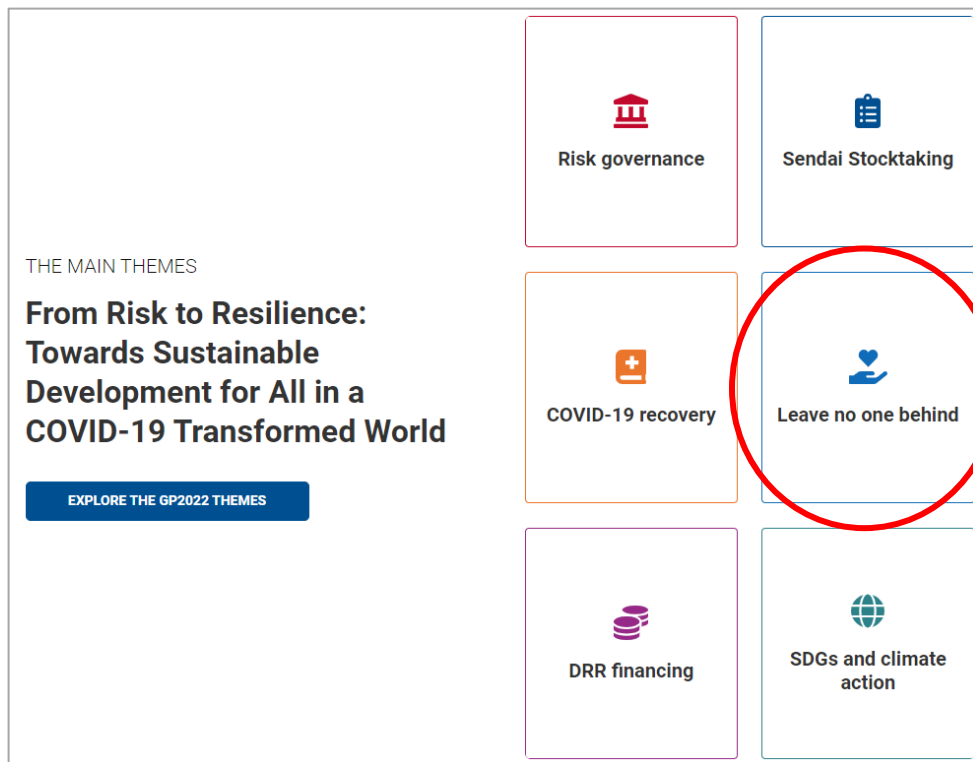 THE MAIN THEMES
From Risk to Resilience:
Towards Sustainable
Development for All in a
COVID-19 Transformed World
EXPLORE THE GP2022 THEMES
Risk governance
Sendai Stocktaking
COVID-19 recovery
Leave no one behind
DRR financing
SDGs and climate
action